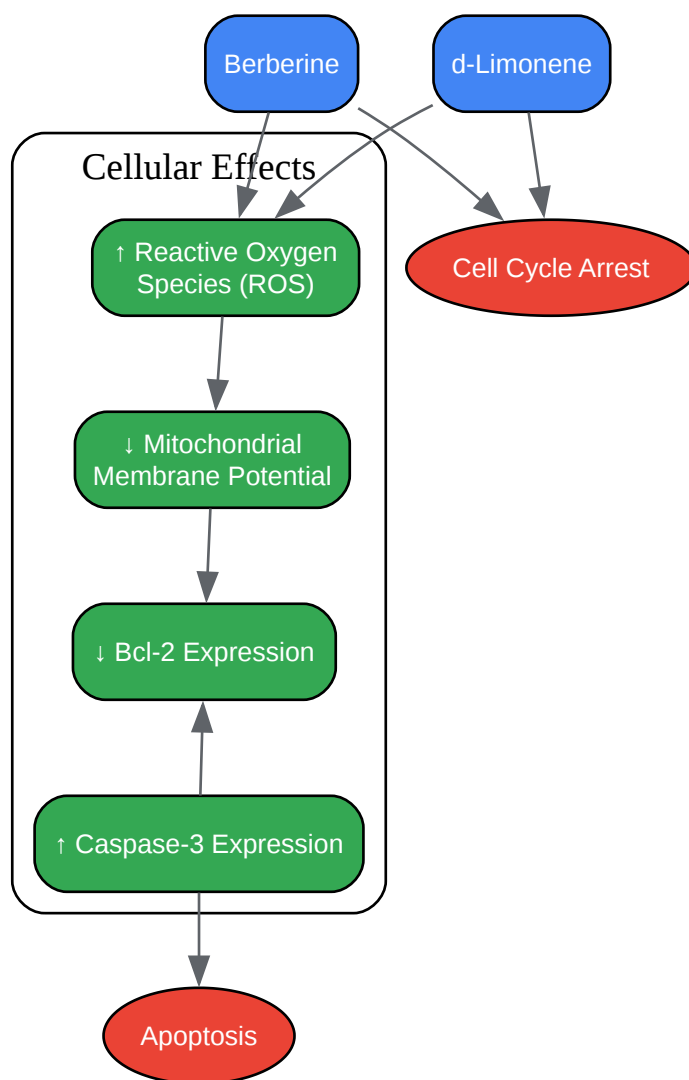 Berberine
d-Limonene
Cellular Effects
↑ Reactive Oxygen
Species (ROS)
Cell Cycle Arrest
↓ Mitochondrial
Membrane Potential
↓ Bcl-2 Expression
↑ Caspase-3 Expression
Apoptosis